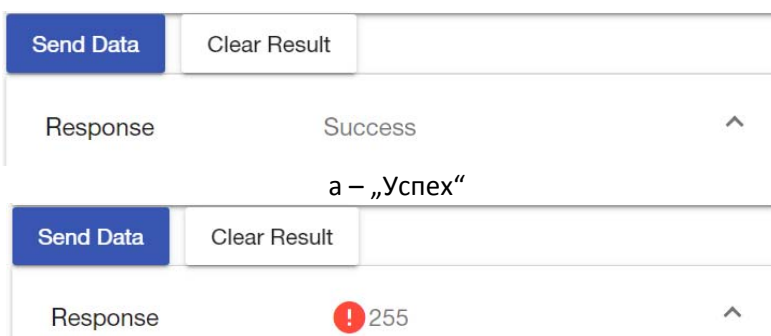 Send Data Clear Result
Response Success
а – „Успех“
Send Data Clear Result
Response ! 255